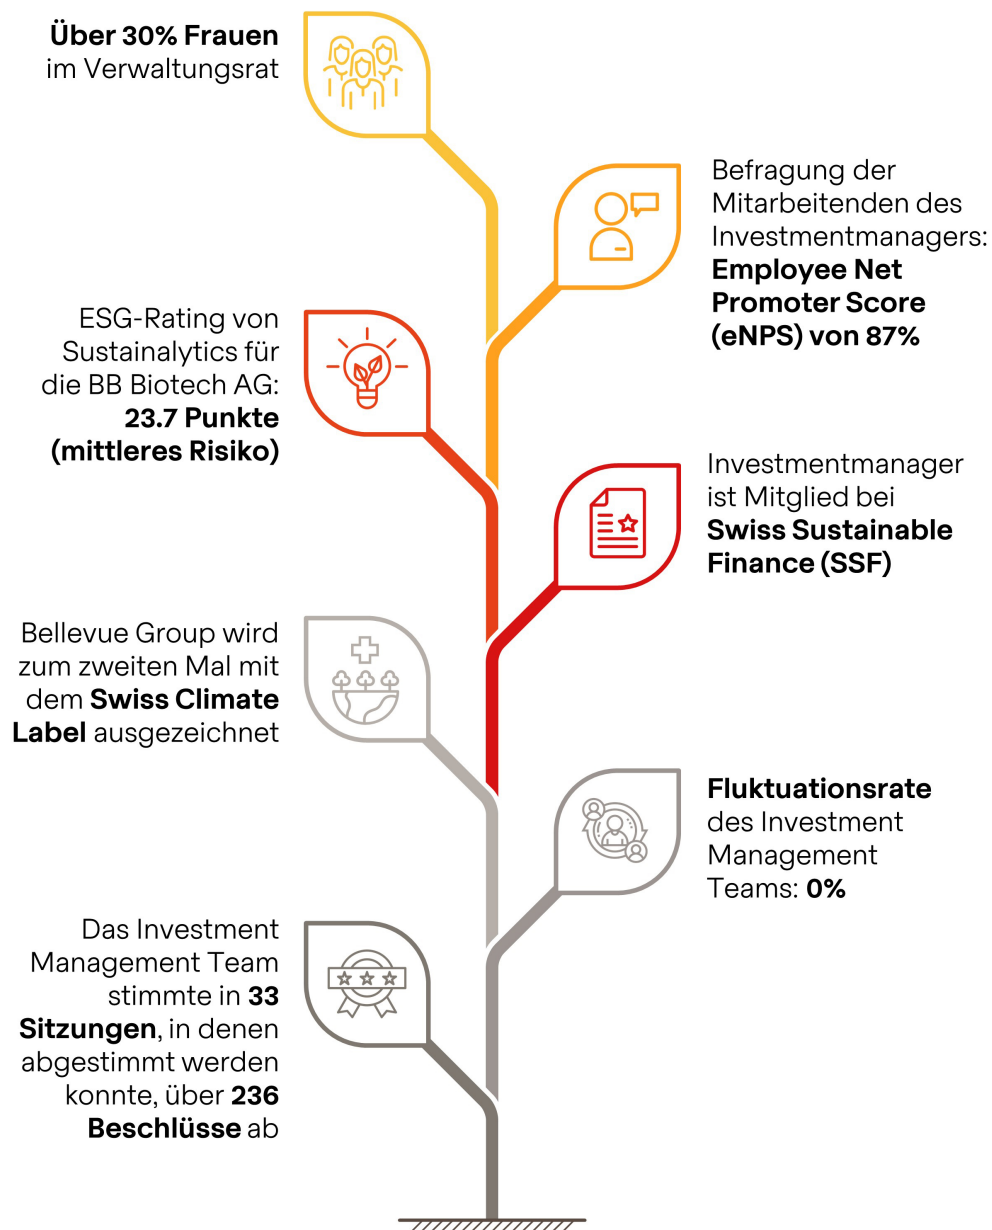 Über 30% Frauen
im Verwaltungsrat
Befragung der
Mitarbeitenden des
Investmentmanagers:
Employee Net
Promoter Score
(eNPS) von 87%
ESG-Rating von
Sustainalytics für
die BB Biotech AG:
23.7 Punkte
(mittleres Risiko)
Investmentmanager
ist Mitglied bei
Swiss Sustainable
Finance (SSF)
Bellevue Group wird
zum zweiten Mal mit
dem Swiss Climate
Label ausgezeichnet
Fluktuationsrate
des Investment
Management
Teams: 0%
Das Investment
Management Team
stimmte in 33
Sitzungen, in denen
abgestimmt werden
konnte, über 236
Beschlüsse ab